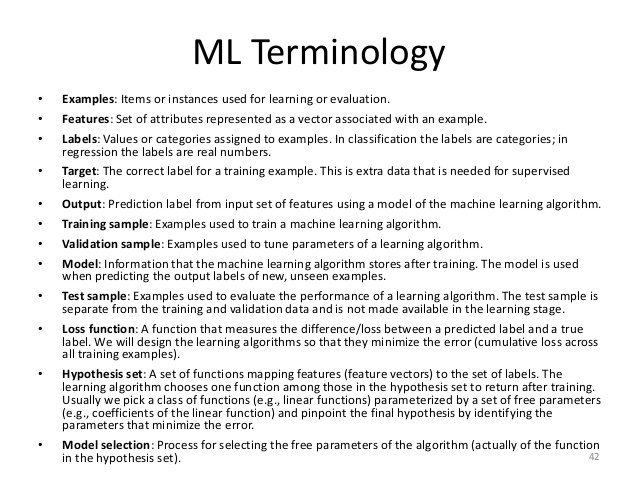 ML Terminology
• Examples: Items or instances used for learning or evaluation.
• Features: Set of attributes represented as a vector associated with an example.
• Labels: Values or categories assigned to examples. In classification the labels are categories; in
regression the labels are real numbers.
• Target: The correct label for a training example. This is extra data that is needed for supervised
learning.
• Output: Prediction label from input set of features using a model of the machine learning algorithm.
• Training sample: Examples used to train a machine learning algorithm.
• Validation sample: Examples used to tune parameters of a learning algorithm.
• Model: Information that the machine learning algorithm stores after training. The model is used
when predicting the output labels of new, unseen examples.
• Test sample: Examples used to evaluate the performance of a learning algorithm. The test sample is
separate from the training and validation data and is not made available in the learning stage.
• Loss function: A function that measures the difference/loss between a predicted label and a true
label. We will design the learning algorithms so that they minimize the error (cumulative loss across
all training examples).
• Hypothesis set: A set of functions mapping features (feature vectors) to the set of labels. The
learning algorithm chooses one function among those in the hypothesis set to return after training.
Usually we pick a class of functions (e.g., linear functions) parameterized by a set of free parameters
(e.g., coefficients of the linear function) and pinpoint the final hypothesis by identifying the
parameters that minimize the error.
• Model selection: Process for selecting the free parameters of the algorithm (actually of the function
in the hypothesis set).
42